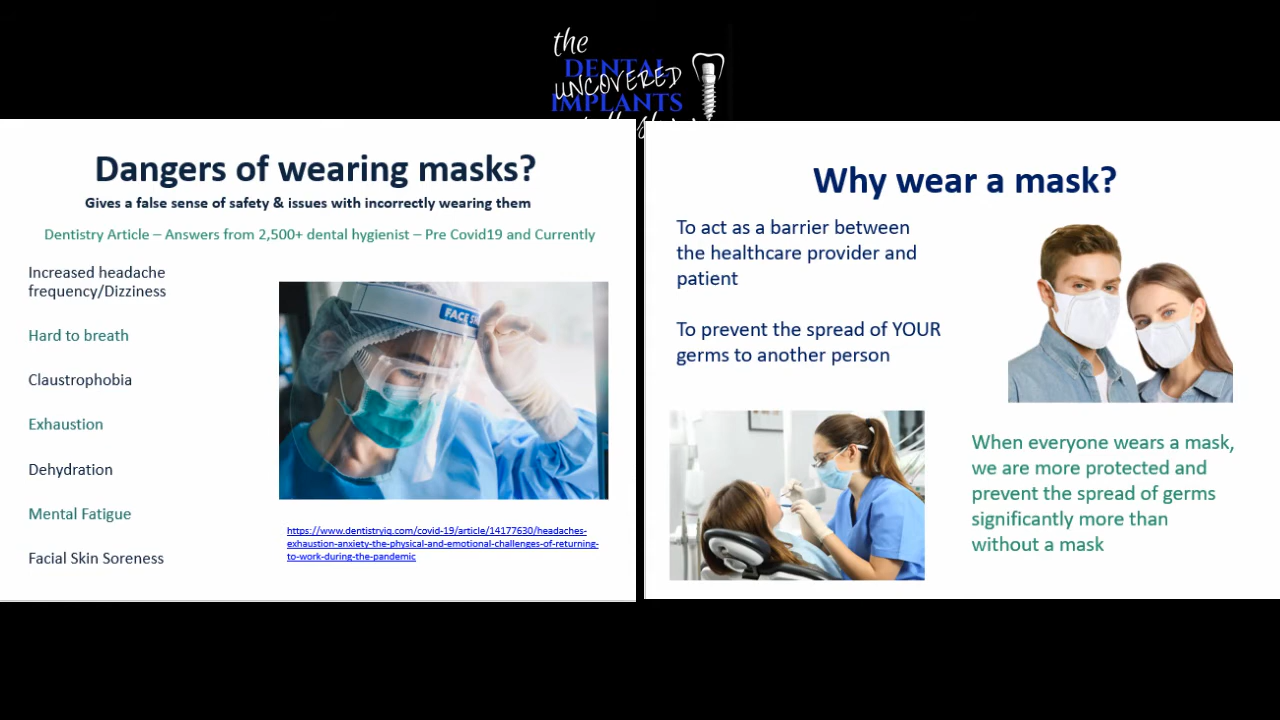 the
DENTAL
UNCOVERED
IMPLANTS
Dangers of wearing masks?
Gives a false sense of safety & issues with incorrectly wearing them
Dentistry Article – Answers from 2,500+ dental hygienist – Pre Covid19 and Currently
Increased headache
frequency/Dizziness
Hard to breath
Claustrophobia
Exhaustion
Dehydration
Mental Fatigue
Facial Skin Soreness
FACE
https://www.dentistryiq.com/covid-19/article/14177630/headaches-
exhaustion-anxiety-the-physical-and-emotional-challenges-of-returning-
to-work-during-the-pandemic
Why wear a mask?
To act as a barrier between
the healthcare provider and
patient
To prevent the spread of YOUR
germs to another person
When everyone wears a mask,
we are more protected and
prevent the spread of germs
significantly more than
without a mask